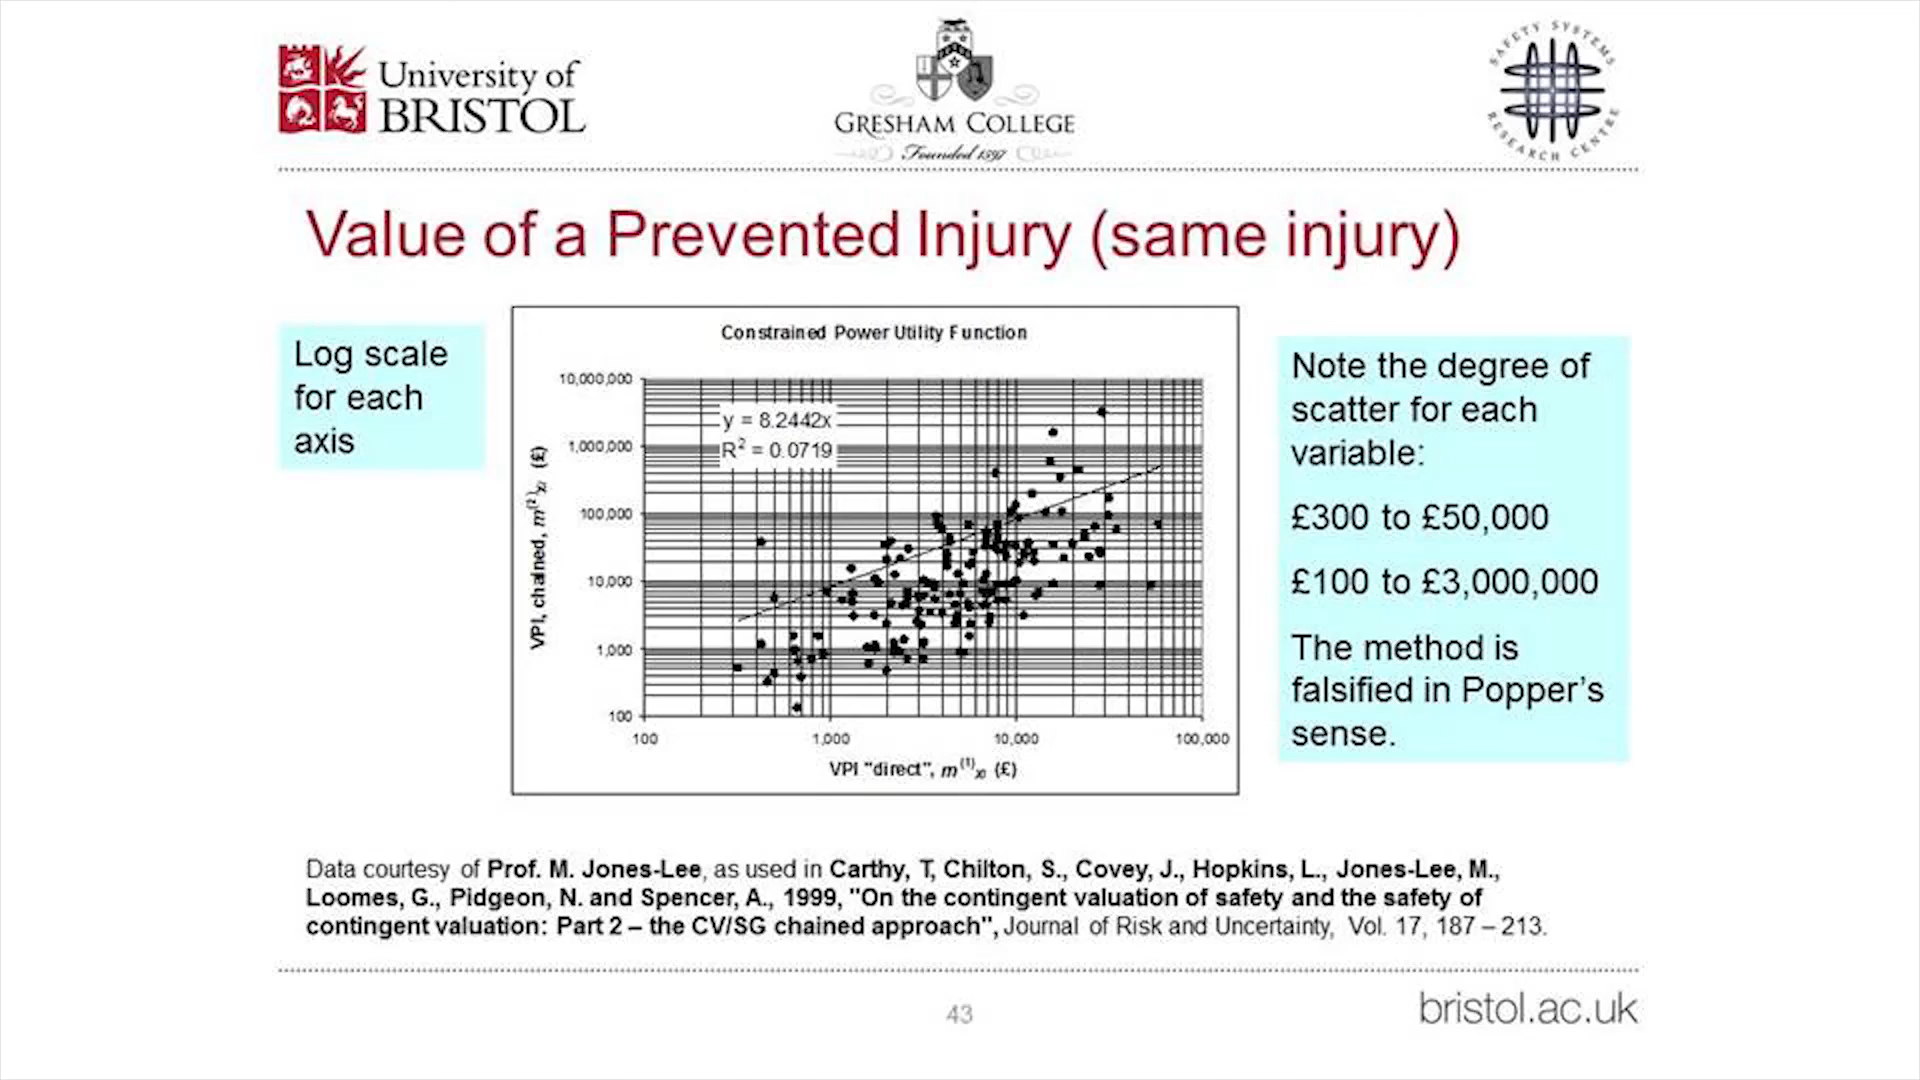 University of
BRISTOL
GRESHAM COLLEGE
Founded 1597
SAFETY SYSTEMS
RESEARCH CENTRE
Value of a Prevented Injury (same injury)
Log scale
for each
axis
Constrained Power Utility Function
y = 8.2442x
R² = 0.0719
10,000,000
1,000,000
100,000
10,000
1,000
100
VPI, chained, m⁽²⁾ₓᵢ (£)
100
1,000
10,000
100,000
VPI "direct", m⁽¹⁾ₓᵢ (£)
Note the degree of
scatter for each
variable:
£300 to £50,000
£100 to £3,000,000
The method is
falsified in Popper’s
sense.
Data courtesy of Prof. M. Jones-Lee, as used in Carthy, T, Chilton, S., Covey, J., Hopkins, L., Jones-Lee, M.,
Loomes, G., Pidgeon, N. and Spencer, A., 1999, "On the contingent valuation of safety and the safety of
contingent valuation: Part 2 – the CV/SG chained approach", Journal of Risk and Uncertainty, Vol. 17, 187 – 213.
43
bristol.ac.uk